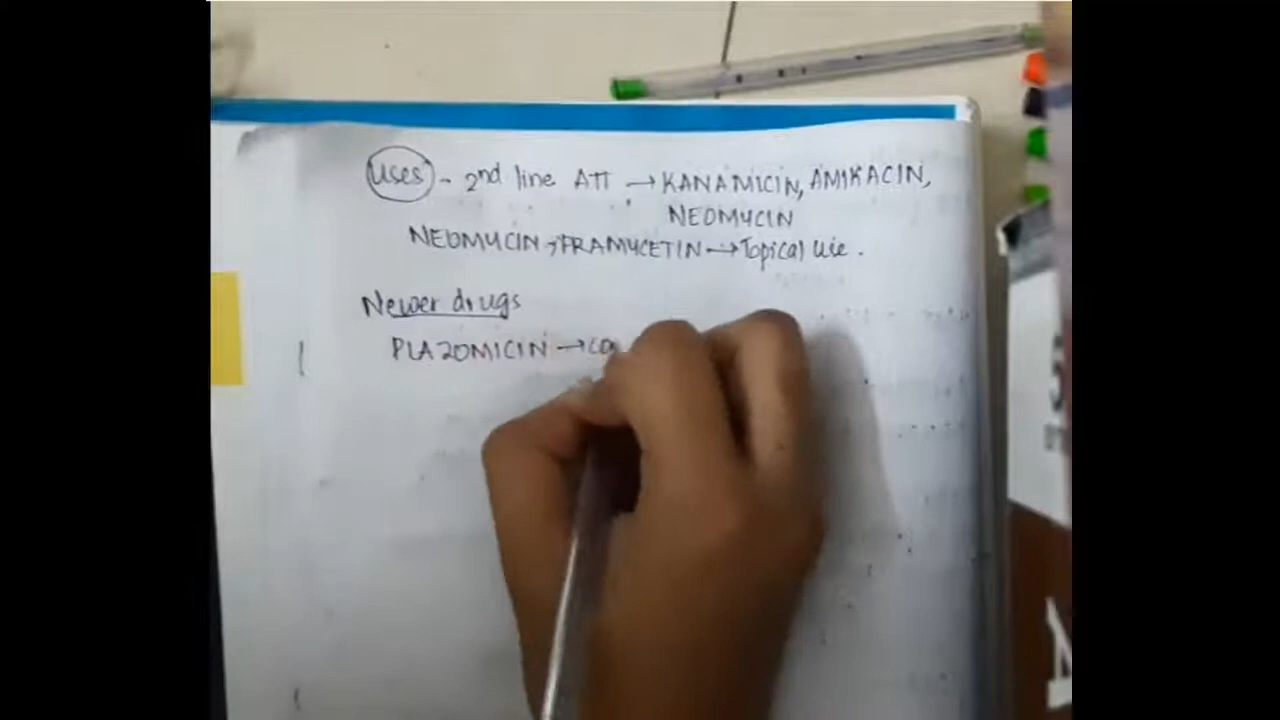 Uses - 2nd line ATT → KANAMICIN, AMIKACIN,
NEOMYCIN
NEOMYCIN, FRAMYCETIN → Topical use.
Newer drugs
PLAZOMICIN →